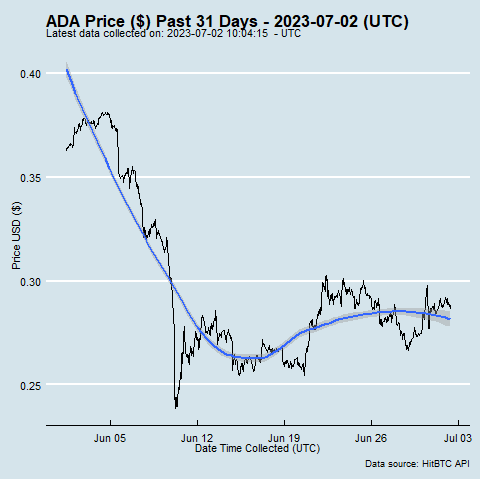 ADA Price ($) Past 31 Days - 2023-07-02 (UTC)
Latest data collected on: 2023-07-02 10:04:15 - UTC
0.40
0.35
0.30
0.25
Price USD ($)
Jun 05 Jun 12 Jun 19 Jun 26 Jul 03
Date Time Collected (UTC)
Data source: HitBTC API